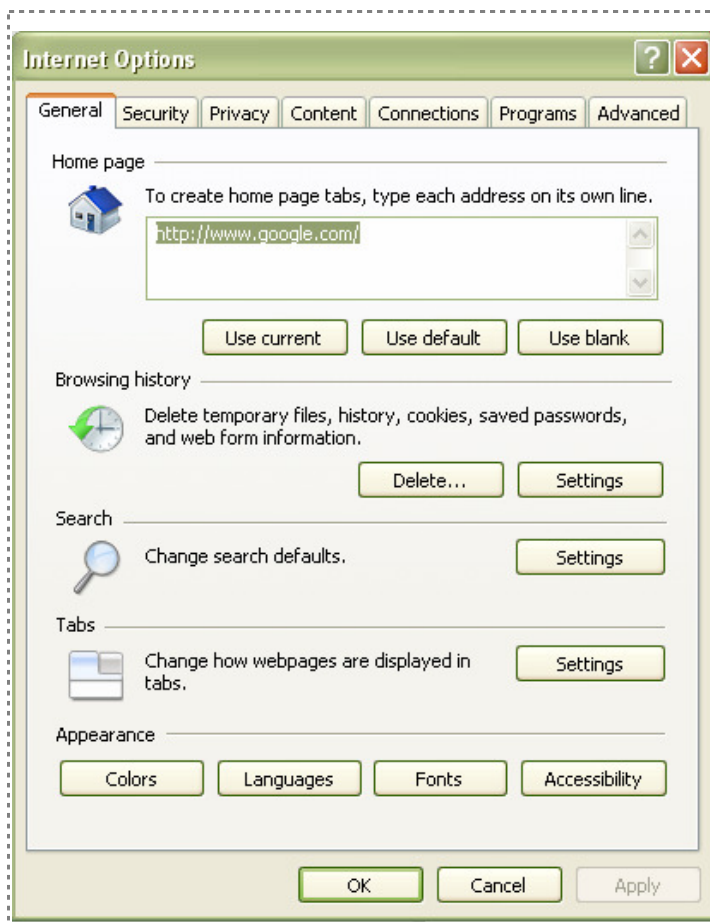 Internet Options
?
General Security Privacy Content Connections Programs Advanced
Home page
To create home page tabs, type each address on its own line.
http://www.google.com/
Use current Use default Use blank
Browsing history
Delete temporary files, history, cookies, saved passwords,
and web form information.
Delete... Settings
Search
Change search defaults. Settings
Tabs
Change how webpages are displayed in
tabs.
Settings
Appearance
Colors Languages Fonts Accessibility
OK Cancel Apply